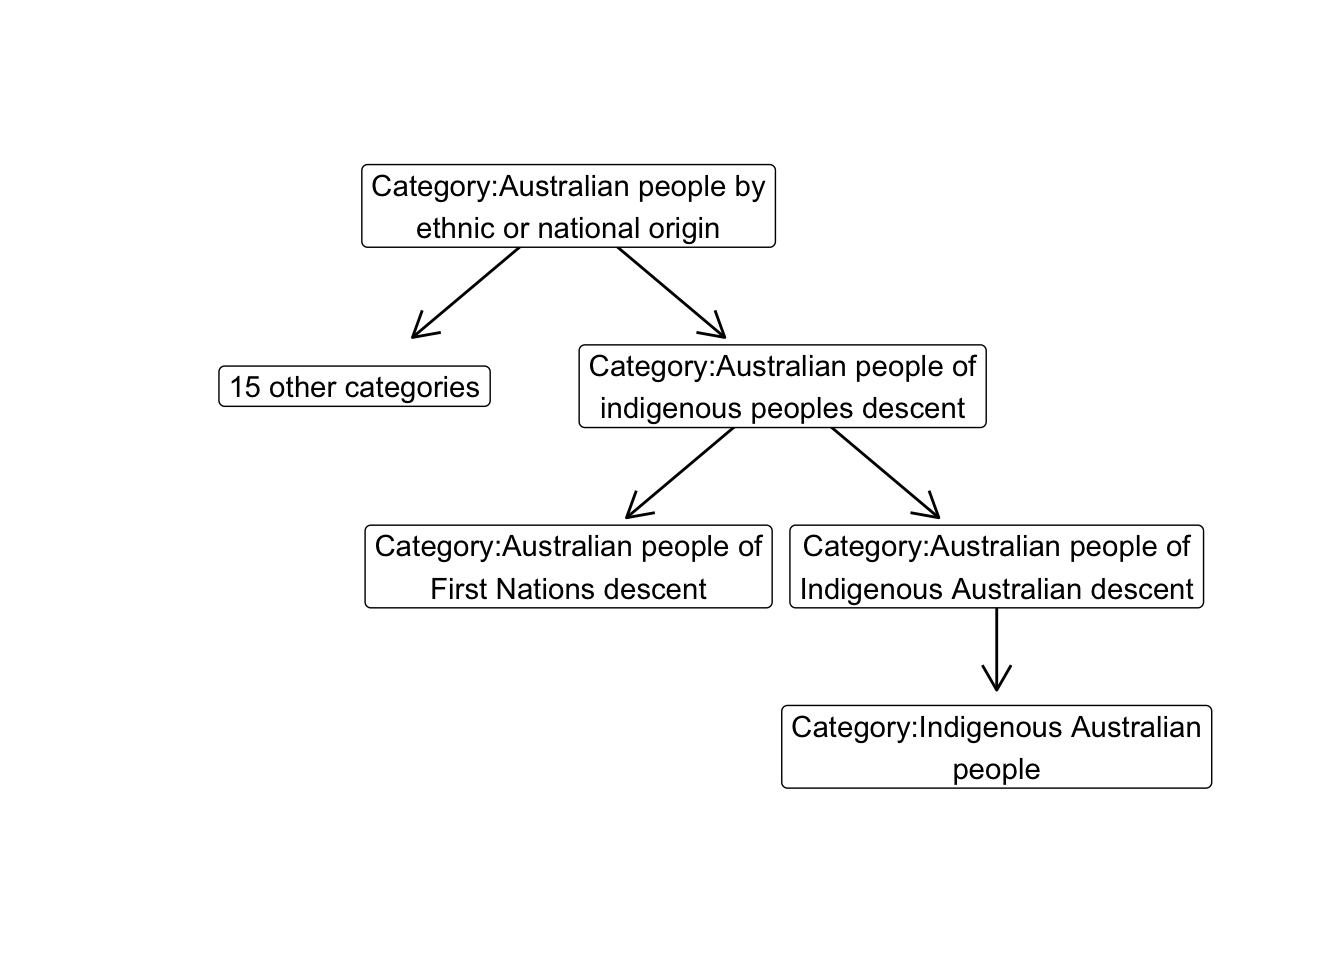 Category:Australian people by
ethnic or national origin
15 other categories
Category:Australian people of
indigenous peoples descent
Category:Australian people of
First Nations descent
Category:Australian people of
Indigenous Australian descent
Category:Indigenous Australian
people